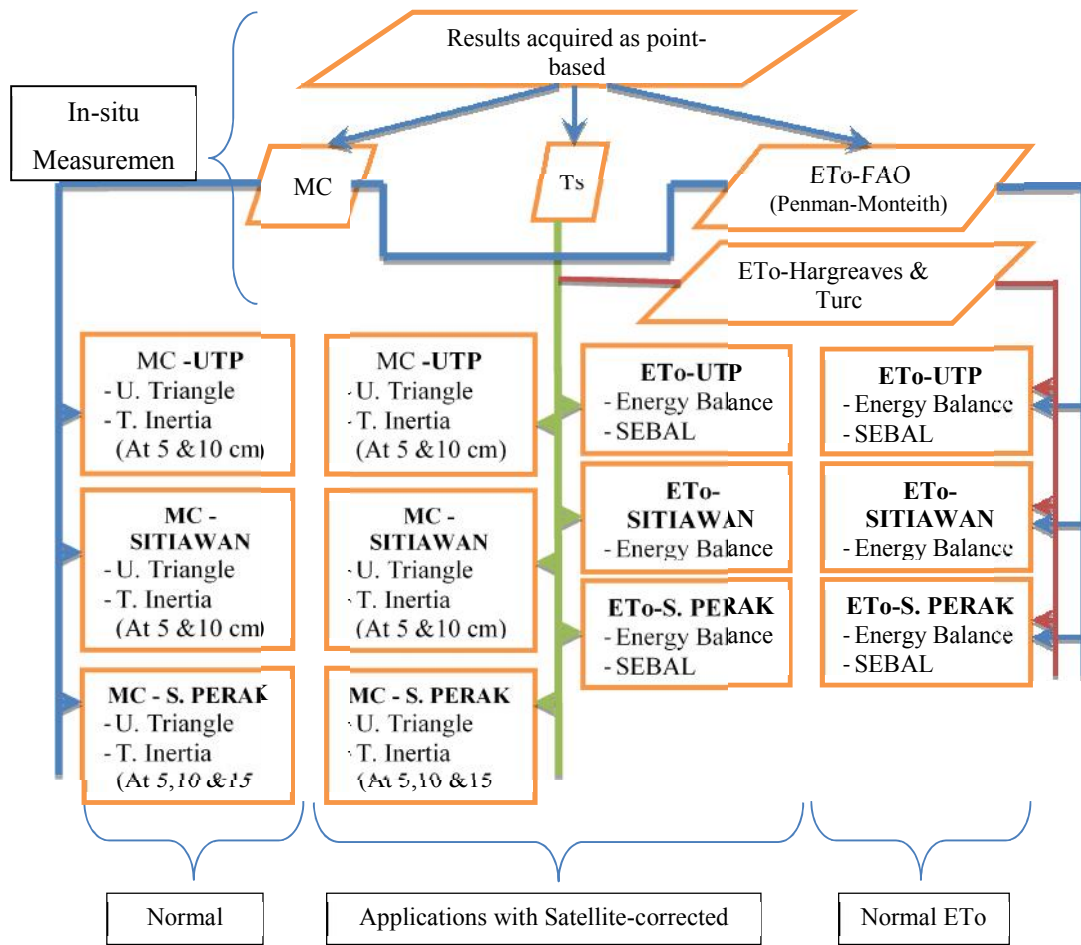 Results acquired as point-
based
In-situ
Measuremen
MC
Ts
ETo-FAO
(Penman-Monteith)
ETo-Hargreaves &
Turc
MC -UTP
- U. Triangle
- T. Inertia
(At 5 &10 cm)
MC -
SITIAWAN
- U. Triangle
- T. Inertia
(At 5 &10 cm)
MC - S. PERAK
- U. Triangle
- T. Inertia
(At 5,10 &15
MC -UTP
- U. Triangle
- T. Inertia
(At 5 &10 cm)
MC -
SITIAWAN
- U. Triangle
- T. Inertia
(At 5 &10 cm)
MC - S. PERAK
- U. Triangle
- T. Inertia
(At 5,10 &15
ETo-UTP
- Energy Balance
- SEBAL
ETo-
SITIAWAN
- Energy Balance
ETo-S. PERAK
- Energy Balance
- SEBAL
ETo-UTP
- Energy Balance
- SEBAL
ETo-
SITIAWAN
- Energy Balance
ETo-S. PERAK
- Energy Balance
- SEBAL
Normal
Applications with Satellite-corrected
Normal ETo